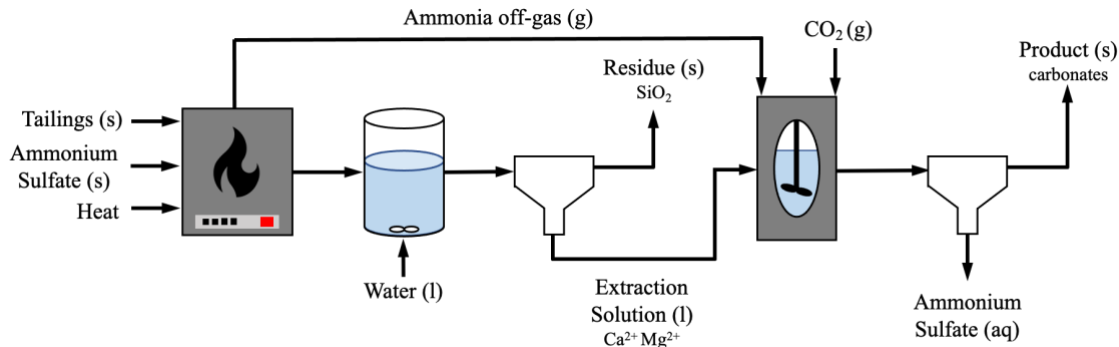 Ammonia off-gas (g)
CO₂ (g)
Product (s)
carbonates
Residue (s)
SiO₂
Tailings (s)
Ammonium
Sulfate (s)
Heat
Water (l)
Extraction
Solution (l)
Ca²⁺ Mg²⁺
Ammonium
Sulfate (aq)